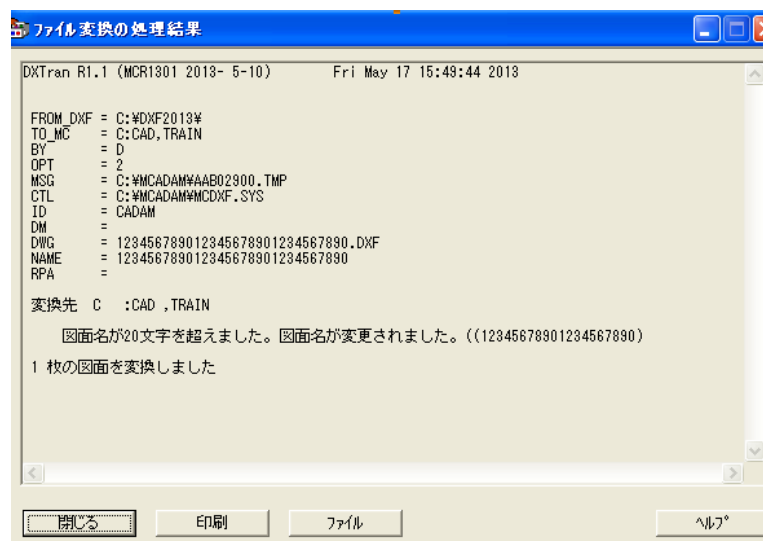 ファイル変換の処理結果
DXTran R1.1 (MCR1301 2013- 5-10) Fri May 17 15:49:44 2013
FROM_DXF = C:¥DXF2013¥
TO_MC = C:CAD,TRAIN
BY = D
OPT = 2
MSG = C:¥MCADAM¥AAB02900.TMP
CTL = C:¥MCADAM¥MCDXF.SYS
ID = CADAM
DM =
DWG = 123456789012345678901234567890.DXF
NAME = 123456789012345678901234567890
RPA =
変換先 C :CAD ,TRAIN
図面名が20文字を超えました。図面名が変更されました。((12345678901234567890)
1 枚の図面を変換しました
閉じる 印刷 ファイル ヘルプ